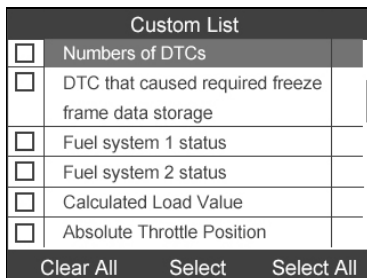 Custom List
Numbers of DTCs
DTC that caused required freeze
frame data storage
Fuel system 1 status
Fuel system 2 status
Calculated Load Value
Absolute Throttle Position
Clear All Select Select All